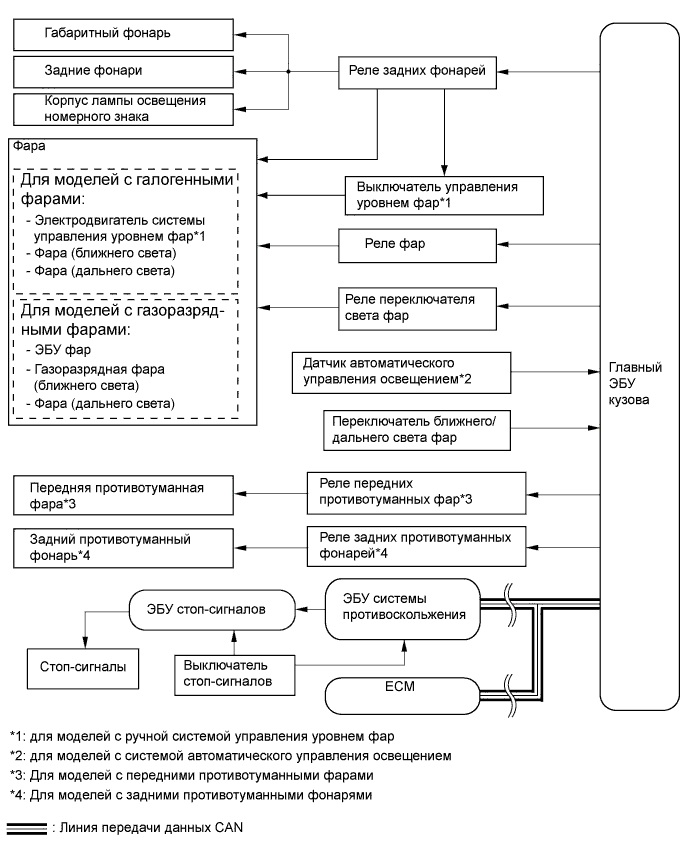 Габаритный фонарь
Задние фонари
Корпус лампы освещения
номерного знака
Реле задних фонарей
Фара
Для моделей с галогенными
фарами:
- Электродвигатель системы
управления уровнем фар*1
- Фара (ближнего света)
- Фара (дальнего света)
Для моделей с газоразряд-
ными фарами:
- ЭБУ фар
- Газоразрядная фара
(ближнего света)
- Фара (дальнего света)
Выключатель управления
уровнем фар*1
Реле фар
Реле переключателя
света фар
Датчик автоматического
управления освещением*2
Переключатель ближнего/
дальнего света фар
Главный
ЭБУ
кузова
Передняя противотуманная
фара*3
Реле передних
противотуманных фар*3
Задний противотуманный
фонарь*4
Реле задних противотуманных
фонарей*4
ЭБУ стоп-сигналов
ЭБУ системы
противоскольжения
Стоп-сигналы
Выключатель
стоп-сигналов
ECM
*1: для моделей с ручной системой управления уровнем фар
*2: для моделей с системой автоматического управления освещением
*3: Для моделей с передними противотуманными фарами
*4: Для моделей с задними противотуманными фонарями
: Линия передачи данных CAN